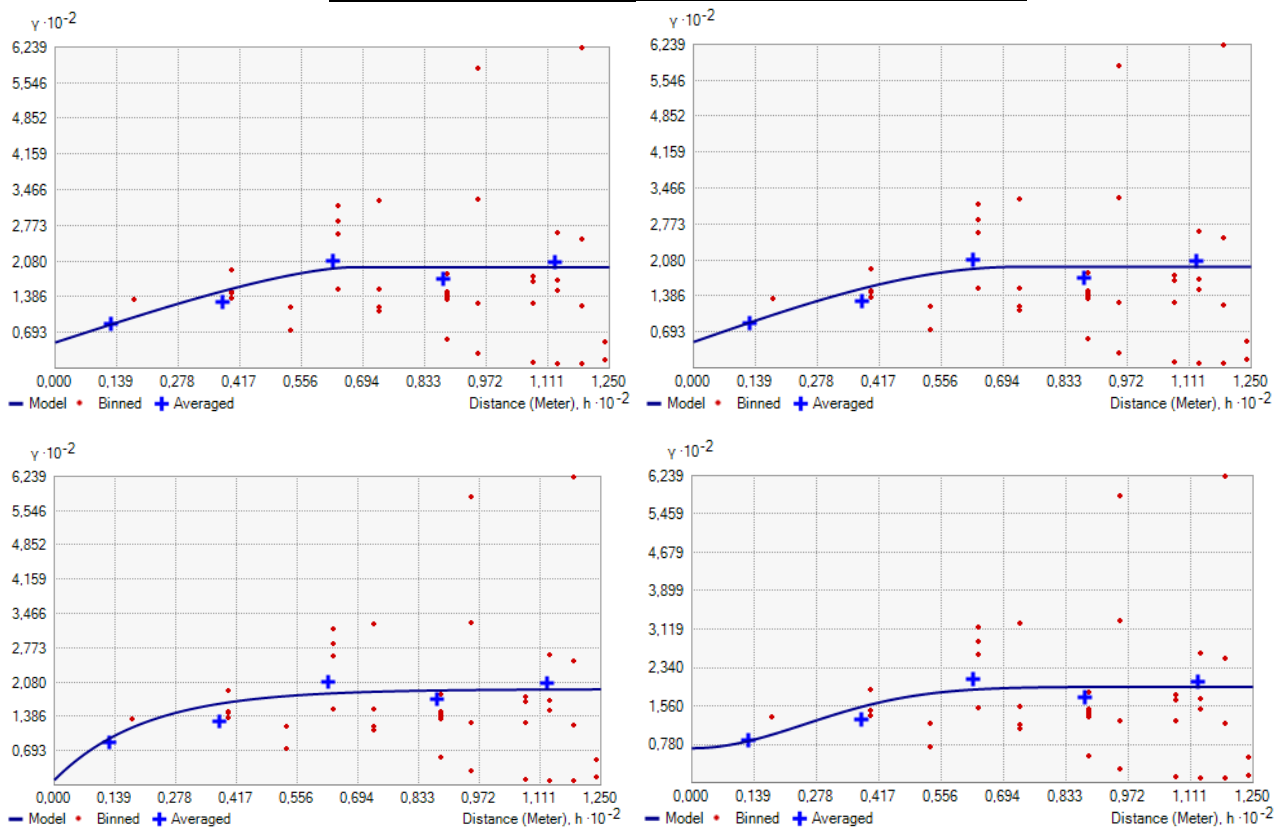 γ·10⁻²
6,239
5,546
4,852
4,159
3,466
2,773
2,080
1,386
0,693
0,000 0,139 0,278 0,417 0,556 0,694 0,833 0,972 1,111 1,250
Model Binned Averaged Distance (Meter), h·10⁻²
γ·10⁻²
6,239
5,546
4,852
4,159
3,466
2,773
2,080
1,386
0,693
0,000 0,139 0,278 0,417 0,556 0,694 0,833 0,972 1,111 1,250
Model Binned Averaged Distance (Meter), h·10⁻²
γ·10⁻²
6,239
5,546
4,852
4,159
3,466
2,773
2,080
1,386
0,693
0,000 0,139 0,278 0,417 0,556 0,694 0,833 0,972 1,111 1,250
Model Binned Averaged Distance (Meter), h·10⁻²
γ·10⁻²
6,239
5,459
4,679
3,899
3,119
2,340
1,560
0,780
0,000 0,139 0,278 0,417 0,556 0,694 0,833 0,972 1,111 1,250
Model Binned Averaged Distance (Meter), h·10⁻²